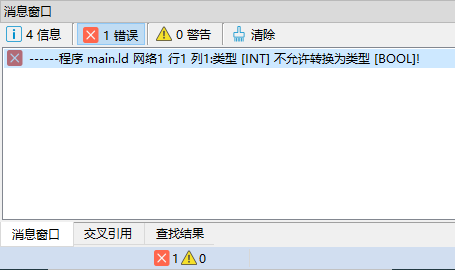 消息窗口
4 信息 1 错误 0 警告 清除
------程序 main.ld 网络1 行1 列1:类型 [INT] 不允许转换为类型 [BOOL]!
消息窗口 交叉引用 查找结果
1 0